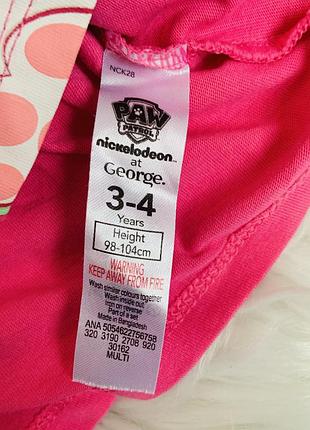 NCK28
PAW
PATROL
nickelodeon™
at
George.
3-4
Years
Height
98-104cm
WARNING
KEEP AWAY FROM FIRE
Wash similar colours together
Wash inside out
Iron on reverse
Part of a set
Made in Bangladesh
ANA 5054622756758
320 3190 2708 920
30162
MULTI